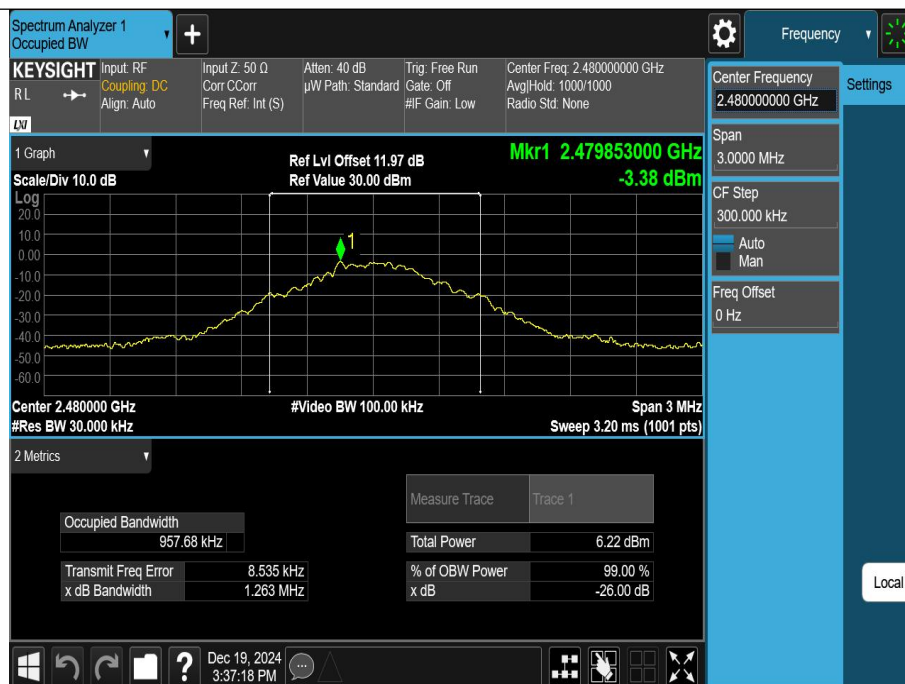 Spectrum Analyzer 1
Occupied BW
Frequency
KEYSIGHT
R L
LXI
Input: RF
Coupling: DC
Align: Auto
Input Z: 50 Ω
Corr CCorr
Freq Ref: Int (S)
Atten: 40 dB
µW Path: Standard
Trig: Free Run
Gate: Off
#IF Gain: Low
Center Freq: 2.480000000 GHz
Avg|Hold: 1000/1000
Radio Std: None
Center Frequency
2.480000000 GHz
Settings
Span
3.0000 MHz
CF Step
300.000 kHz
Auto
Man
Freq Offset
0 Hz
Local
1 Graph
Scale/Div 10.0 dB
Ref Lvl Offset 11.97 dB
Ref Value 30.00 dBm
Mkr1 2.479853000 GHz
-3.38 dBm
Log
20.0
10.0
0.00
-10.0
-20.0
-30.0
-40.0
-50.0
-60.0
1
Center 2.480000 GHz
#Res BW 30.000 kHz
#Video BW 100.00 kHz
Span 3 MHz
Sweep 3.20 ms (1001 pts)
2 Metrics
Measure Trace Trace 1
Occupied Bandwidth
957.68 kHz
Total Power 6.22 dBm
Transmit Freq Error 8.535 kHz
% of OBW Power 99.00 %
x dB Bandwidth 1.263 MHz
x dB -26.00 dB
?
Dec 19, 2024
3:37:18 PM